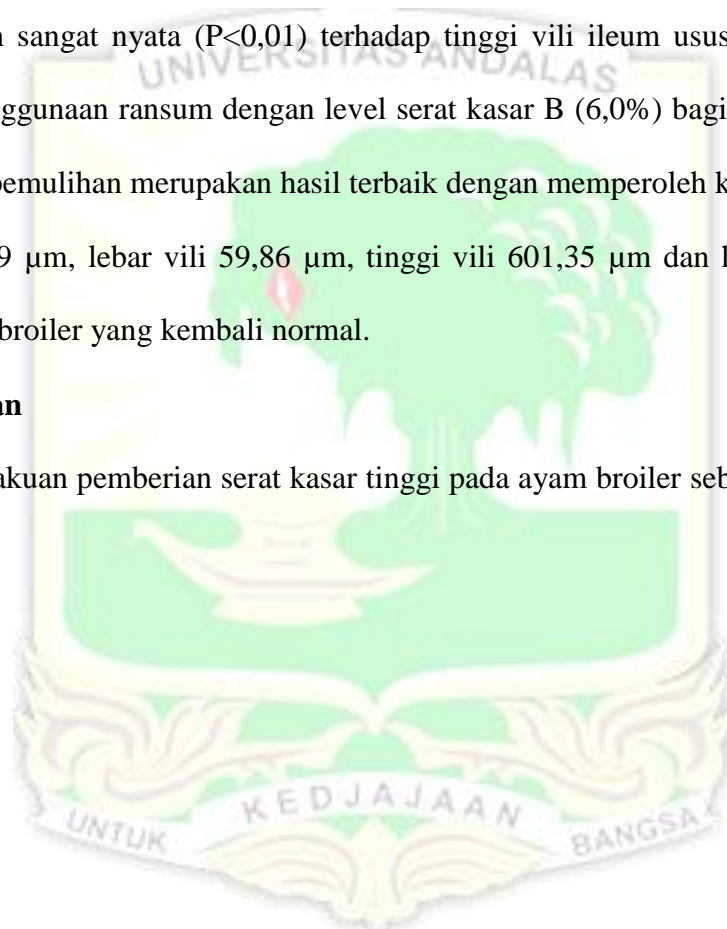 n sangat nyata (P<0,01) terhadap tinggi vili ileum usus
UNIVERSITAS ANDALAS
ggunaan ransum dengan level serat kasar B (6,0%) bagi
pemulihan merupakan hasil terbaik dengan memperoleh k
9 µm, lebar vili 59,86 µm, tinggi vili 601,35 µm dan h
broiler yang kembali normal.
an
akuan pemberian serat kasar tinggi pada ayam broiler seb
UNTUK KEDJAJAAN BANGSA